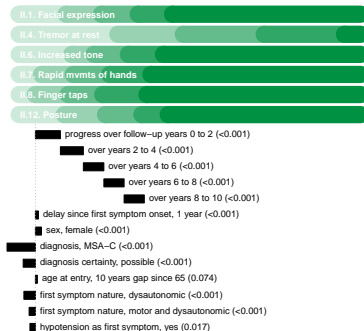 II.1. Facial expression
II.4. Tremor at rest
II.6. Increased tone
II.7. Rapid mvmts of hands
II.8. Finger taps
II.12. Posture
progress over follow−up years 0 to 2 (<0.001)
over years 2 to 4 (<0.001)
over years 4 to 6 (<0.001)
over years 6 to 8 (<0.001)
over years 8 to 10 (<0.001)
delay since first symptom onset, 1 year (<0.001)
sex, female (<0.001)
diagnosis, MSA−C (<0.001)
diagnosis certainty, possible (<0.001)
age at entry, 10 years gap since 65 (0.074)
first symptom nature, dysautonomic (<0.001)
first symptom nature, motor and dysautonomic (<0.001)
hypotension as first symptom, yes (0.017)